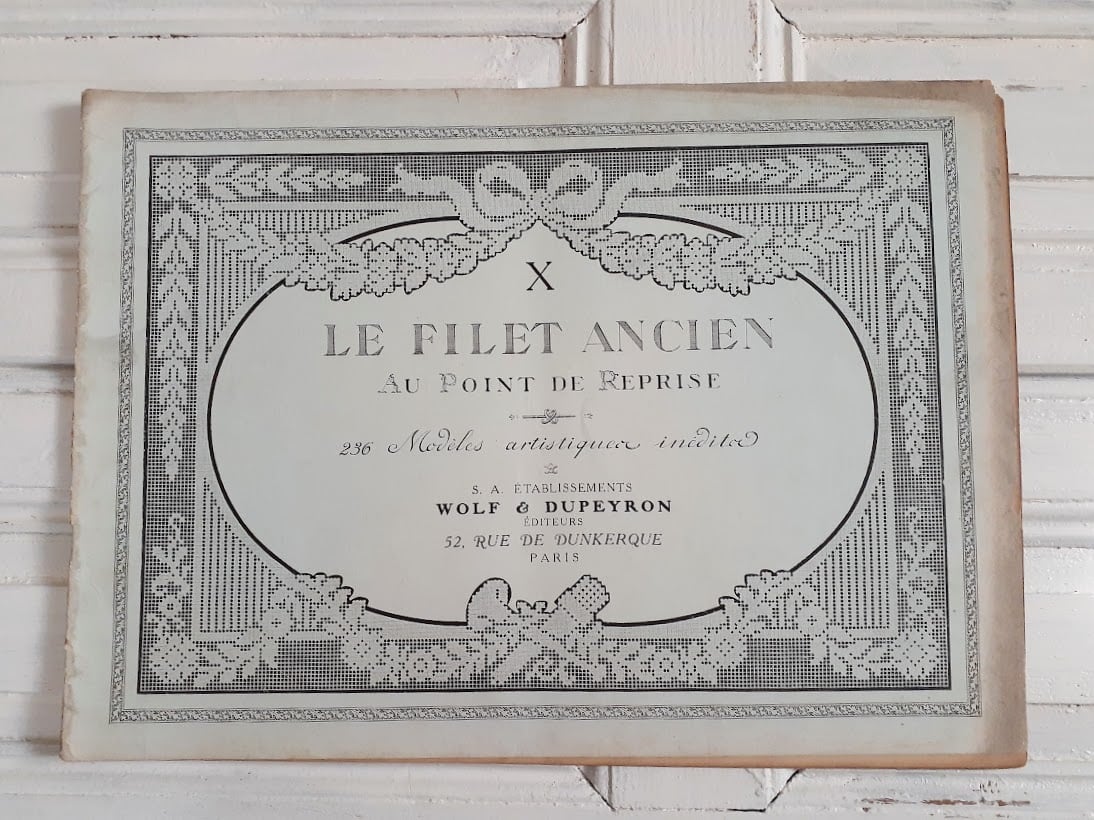 X
LE FILET ANCIEN
AU POINT DE REPRISE
236 Modèles artistiques inédits
S. A. ÉTABLISSEMENTS
WOLF & DUPEYRON
ÉDITEURS
52, RUE DE DUNKERQUE
PARIS